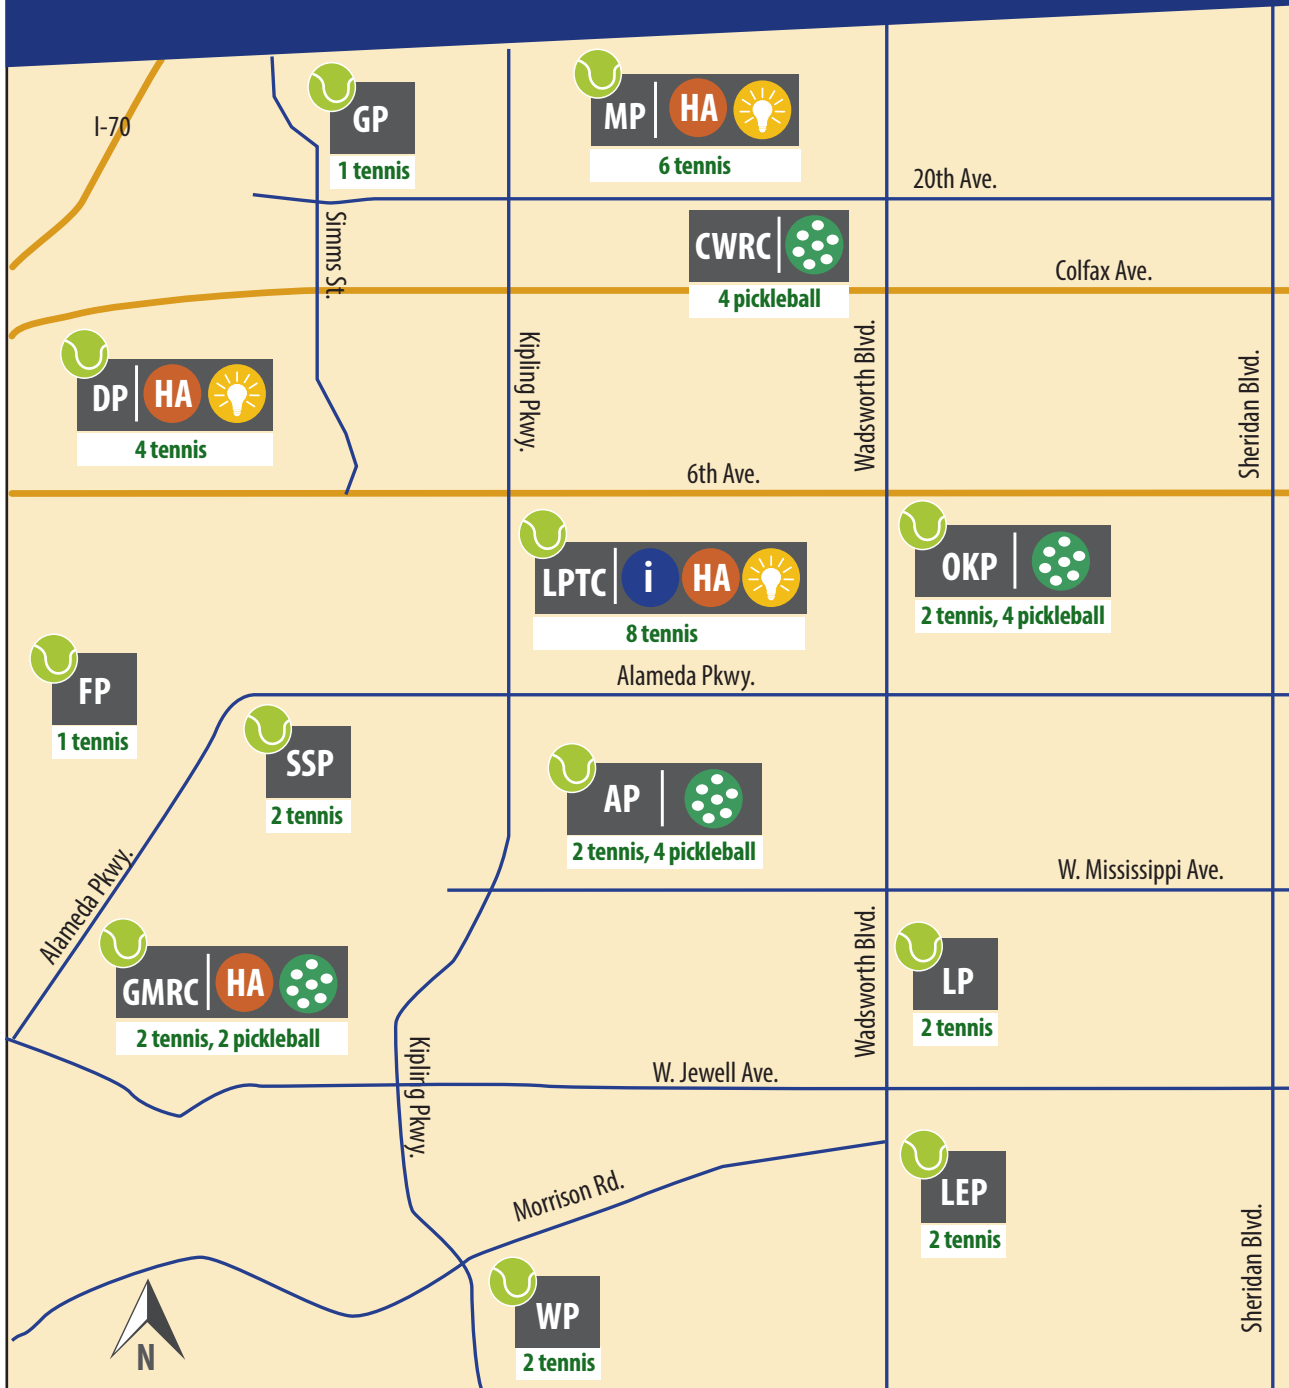 I-70
GP
1 tennis
MP HA
6 tennis
20th Ave.
Simms St.
CWRC
4 pickleball
Colfax Ave.
Kipling Pkwy.
Wadsworth Blvd.
Sheridan Blvd.
DP HA
4 tennis
6th Ave.
LPTC i HA
8 tennis
OKP
2 tennis, 4 pickleball
FP
1 tennis
Alameda Pkwy.
SSP
2 tennis
AP
2 tennis, 4 pickleball
W. Mississippi Ave.
Alameda Pkwy.
GMRC HA
2 tennis, 2 pickleball
Wadsworth Blvd.
LP
2 tennis
Kipling Pkwy.
W. Jewell Ave.
Morrison Rd.
LEP
2 tennis
Sheridan Blvd.
WP
2 tennis
N